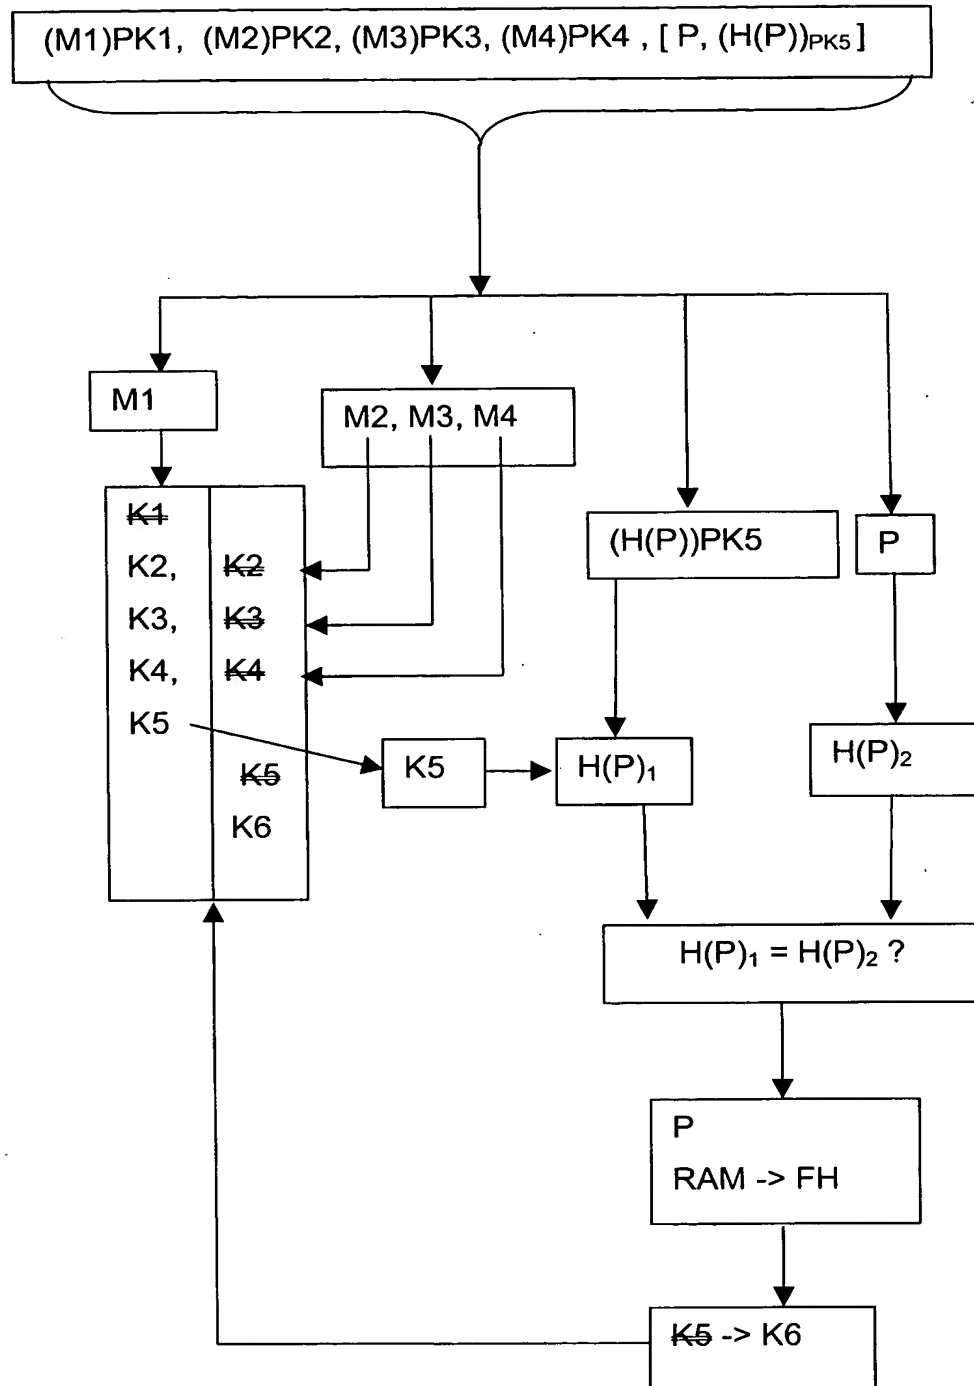 (M1)PK1, (M2)PK2, (M3)PK3, (M4)PK4 , [ P, (H(P))PK5 ]
M1
M2, M3, M4
K1
K2, K2
K3, K3
K4, K4
K5
K5
K6
(H(P))PK5
P
K5
H(P)₁
H(P)₂
H(P)₁ = H(P)₂ ?
P
RAM -> FH
K5 -> K6